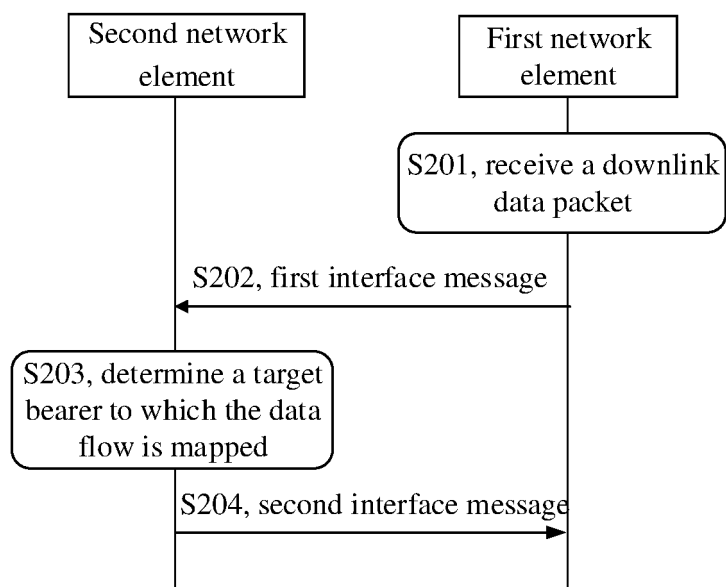 Second network
element
First network
element
S201, receive a downlink
data packet
S202, first interface message
S203, determine a target
bearer to which the data
flow is mapped
S204, second interface message